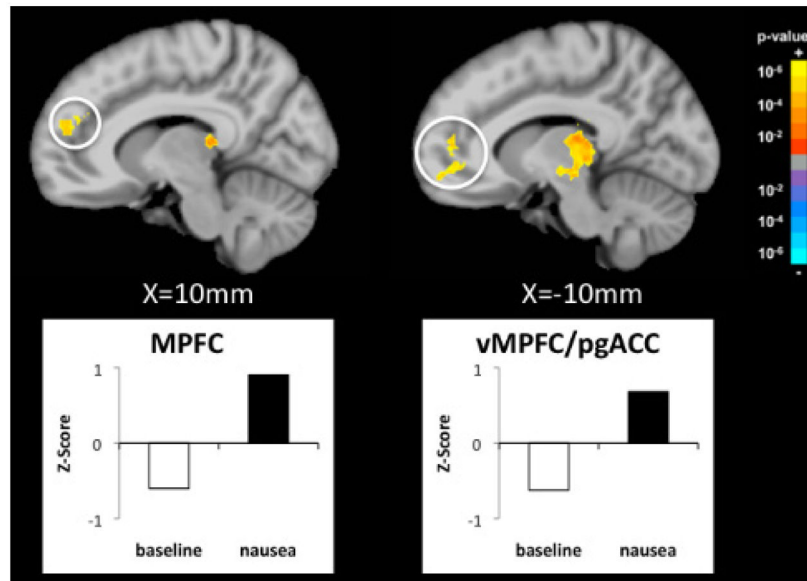 p-value
+
10⁻⁶
10⁻⁴
10⁻²
10⁻²
10⁻⁴
10⁻⁶
-
X=10mm
X=-10mm
MPFC
1
0
-1
Z-Score
baseline nausea
vMPFC/pgACC
1
0
-1
Z-Score
baseline nausea